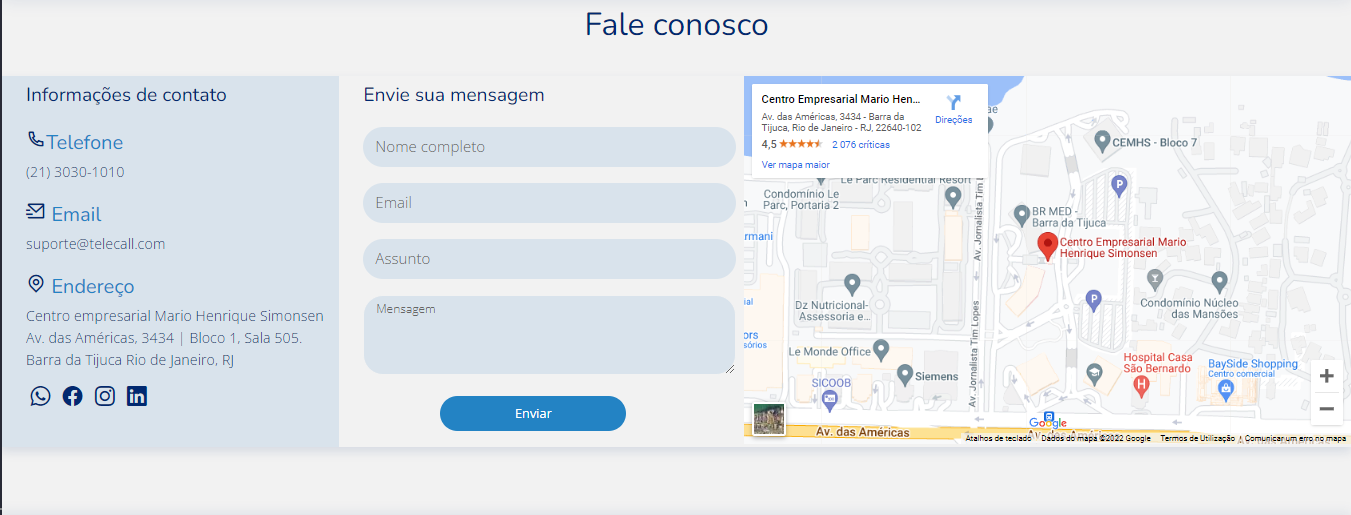 Fale conosco
Informações de contato
Telefone
(21) 3030-1010
Email
suporte@telecall.com
Endereço
Centro empresarial Mario Henrique Simonsen
Av. das Américas, 3434 | Bloco 1, Sala 505.
Barra da Tijuca Rio de Janeiro, RJ
Envie sua mensagem
Nome completo
Email
Assunto
Mensagem
Enviar
Centro Empresarial Mario Hen...
Av. das Américas, 3434 - Barra da
Tijuca, Rio de Janeiro - RJ, 22640-102
4,5
2 076 críticas
Ver mapa maior
Direções
CEMHS - Bloco 7
Le Parc Residential Resort
Condomínio Le
Parc, Portaria 2
P
BR MED -
Barra da Tijuca
Av. Jornalista Tim L
Centro Empresarial Mario
Henrique Simonsen
Dz Nutricional-
Assessoria e...
P
Condomínio Núcleo
das Mansões
Av. Jornalista Tim Lopes
Le Monde Office
Siemens
Hospital Casa
São Bernardo
H
BaySide Shopping
Centro comercial
SICOOB
Av. das Américas
Google
Atalhos de teclado
Dados do mapa ©2022 Google
Termos de Utilização
Comunicar um erro no mapa